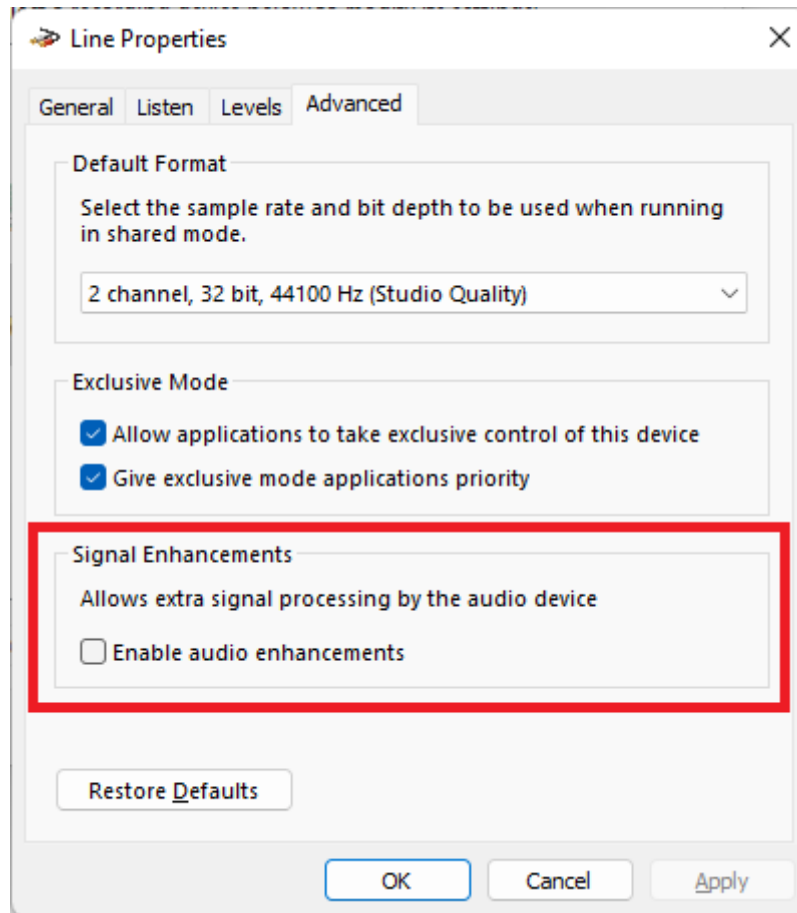 Line Properties
General Listen Levels Advanced
Default Format
Select the sample rate and bit depth to be used when running
in shared mode.
2 channel, 32 bit, 44100 Hz (Studio Quality)
Exclusive Mode
Allow applications to take exclusive control of this device
Give exclusive mode applications priority
Signal Enhancements
Allows extra signal processing by the audio device
Enable audio enhancements
Restore Defaults
OK Cancel Apply